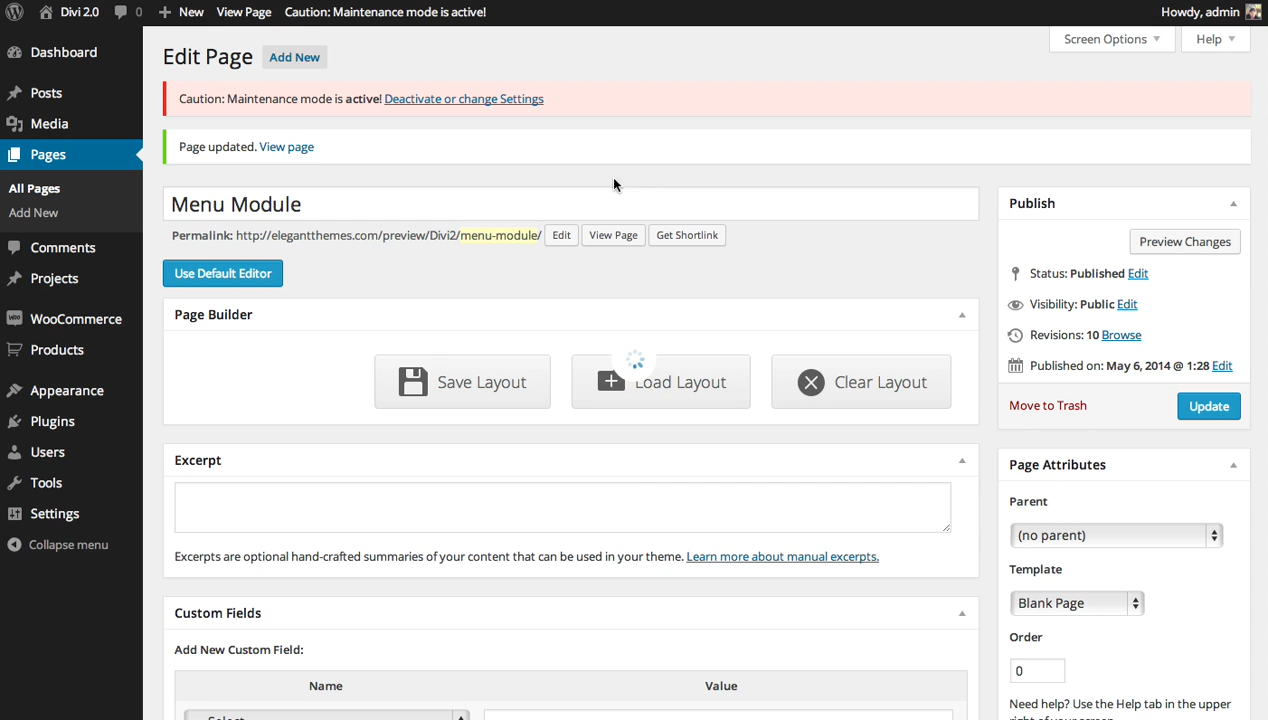 Divi 2.0 0 New View Page Caution: Maintenance mode is active! Howdy, admin
Screen Options Help
Dashboard
Posts
Media
Pages
All Pages
Add New
Comments
Projects
WooCommerce
Products
Appearance
Plugins
Users
Tools
Settings
Collapse menu
Edit Page Add New
Caution: Maintenance mode is active! Deactivate or change Settings
Page updated. View page
Menu Module
Permalink: http://elegantthemes.com/preview/Divi2/menu-module/ Edit View Page Get Shortlink
Use Default Editor
Page Builder
Save Layout Load Layout Clear Layout
Excerpt
Excerpts are optional hand-crafted summaries of your content that can be used in your theme. Learn more about manual excerpts.
Custom Fields
Add New Custom Field:
Name Value
Select
Publish
Preview Changes
Status: Published Edit
Visibility: Public Edit
Revisions: 10 Browse
Published on: May 6, 2014 @ 1:28 Edit
Move to Trash Update
Page Attributes
Parent
(no parent)
Template
Blank Page
Order
0
Need help? Use the Help tab in the upper
right of your screen.